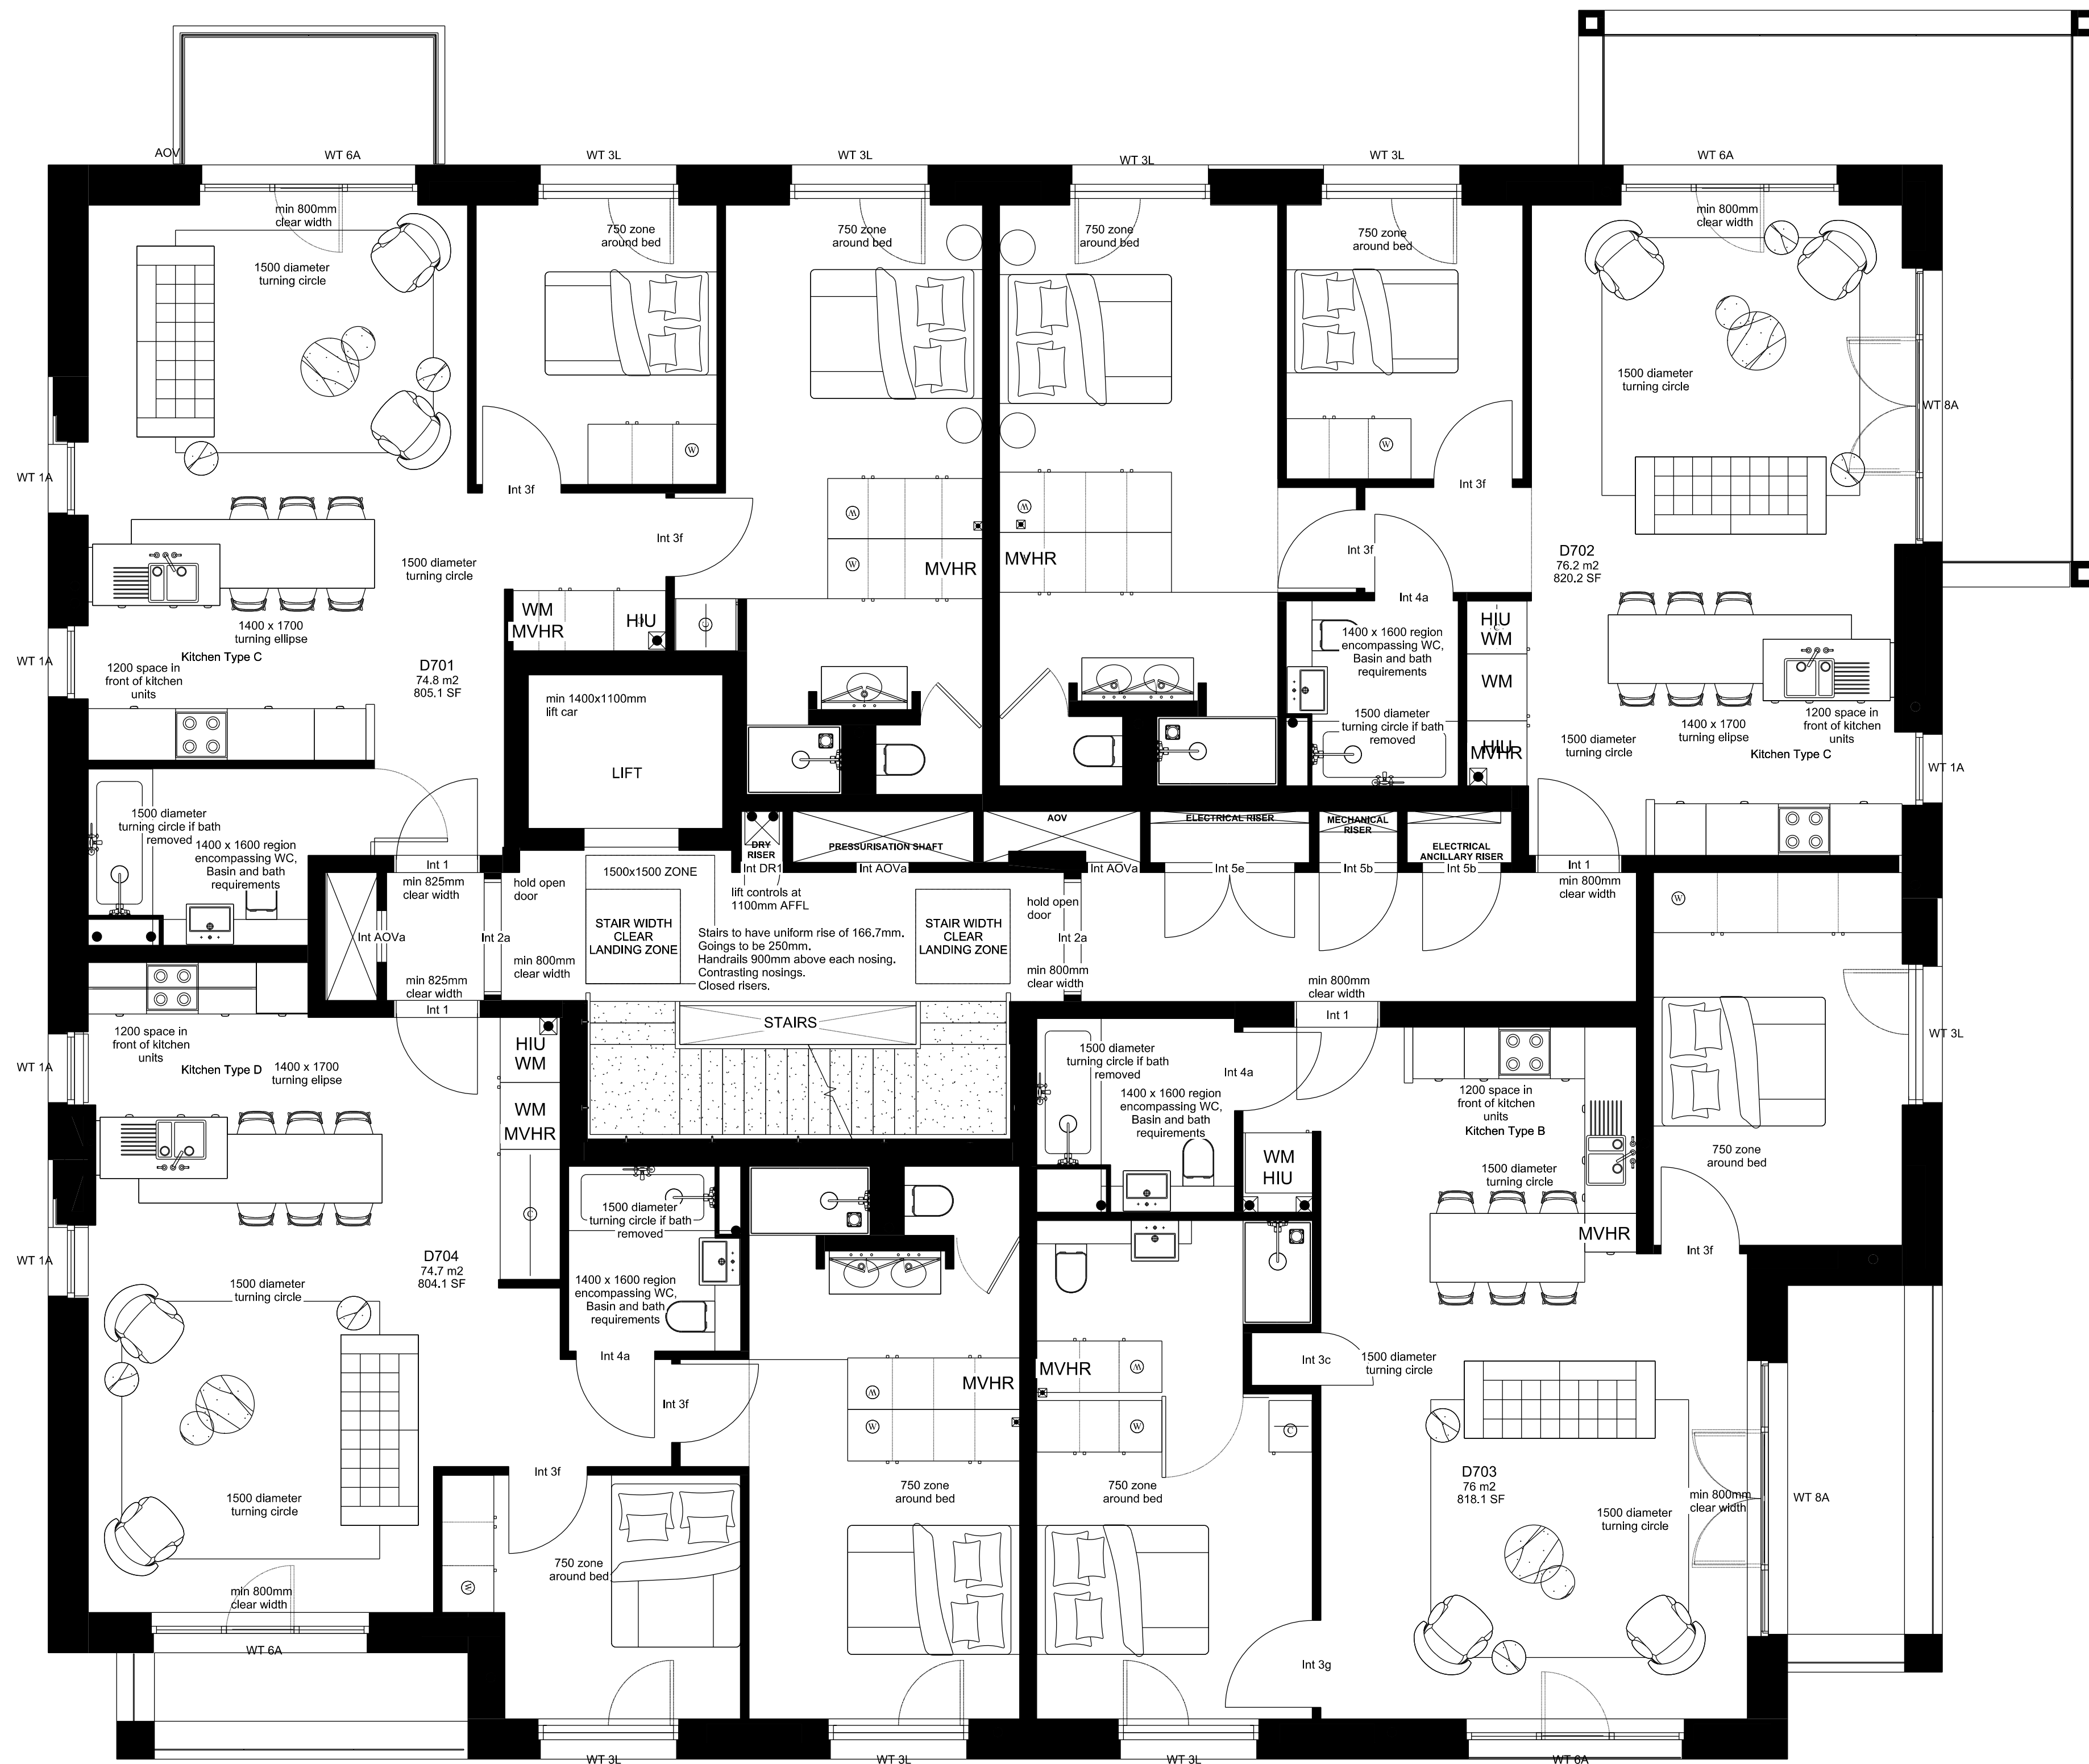 AOV
WT 6A
WT 3L
WT 3L
WT 3L
WT 3L
WT 6A
min 800mm
clear width
1500 diameter
turning circle
750 zone
around bed
750 zone
around bed
750 zone
around bed
750 zone
around bed
min 800mm
clear width
1500 diameter
turning circle
WT 8A
WT 1A
W
W
Int 3f
Int 3f
Int 3f
Int 3f
W
W
W
MVHR
MVHR
1500 diameter
turning circle
D702
76.2 m2
820.2 SF
Int 4a
WM
MVHR
HIU
C
1400 x 1700
turning ellipse
Kitchen Type C
WT 1A
1200 space in
front of kitchen
units
D701
74.8 m2
805.1 SF
min 1400x1100mm
lift car
LIFT
1400 x 1600 region
encompassing WC,
Basin and bath
requirements
1500 diameter
turning circle if bath
removed
HIU
WM
WM
HIU
MVHR
1500 diameter
turning circle
1400 x 1700
turning elipse
1200 space in
front of kitchen
units
Kitchen Type C
WT 1A
1500 diameter
turning circle if bath
removed
1400 x 1600 region
encompassing WC,
Basin and bath
requirements
DRY
RISER
PRESSURISATION SHAFT
AOV
ELECTRICAL RISER
MECHANICAL
RISER
ELECTRICAL
ANCILLARY RISER
Int 1
min 825mm
clear width
hold open
door
1500x1500 ZONE
Int DR1
lift controls at
1100mm AFFL
Int AOVa
Int AOVa
Int 5e
Int 5b
Int 5b
Int 1
min 800mm
clear width
Int AOVa
Int 2a
STAIR WIDTH
CLEAR
LANDING ZONE
Stairs to have uniform rise of 166.7mm.
Goings to be 250mm.
Handrails 900mm above each nosing.
Contrasting nosings.
Closed risers.
STAIR WIDTH
CLEAR
LANDING ZONE
hold open
door
Int 2a
min 800mm
clear width
W
min 825mm
clear width
Int 1
min 800mm
clear width
min 800mm
clear width
Int 1
STAIRS
1200 space in
front of kitchen
units
WT 1A
Kitchen Type D
1400 x 1700
turning elipse
HIU
WM
WM
MVHR
C
1500 diameter
turning circle if bath
removed
1400 x 1600 region
encompassing WC,
Basin and bath
requirements
Int 4a
WM
HIU
1200 space in
front of kitchen
units
Kitchen Type B
1500 diameter
turning circle
MVHR
WT 3L
750 zone
around bed
Int 3f
WT 1A
D704
74.7 m2
804.1 SF
1500 diameter
turning circle
1500 diameter
turning circle if bath
removed
1400 x 1600 region
encompassing WC,
Basin and bath
requirements
Int 4a
Int 3f
W
W
MVHR
MVHR
W
W
Int 3c
C
1500 diameter
turning circle
Int 3f
1500 diameter
turning circle
750 zone
around bed
W
750 zone
around bed
750 zone
around bed
D703
76 m2
818.1 SF
1500 diameter
turning circle
min 800mm
clear width
WT 8A
min 800mm
clear width
WT 6A
Int 3g
WT 3L
WT 3L
WT 3L
WT 6A